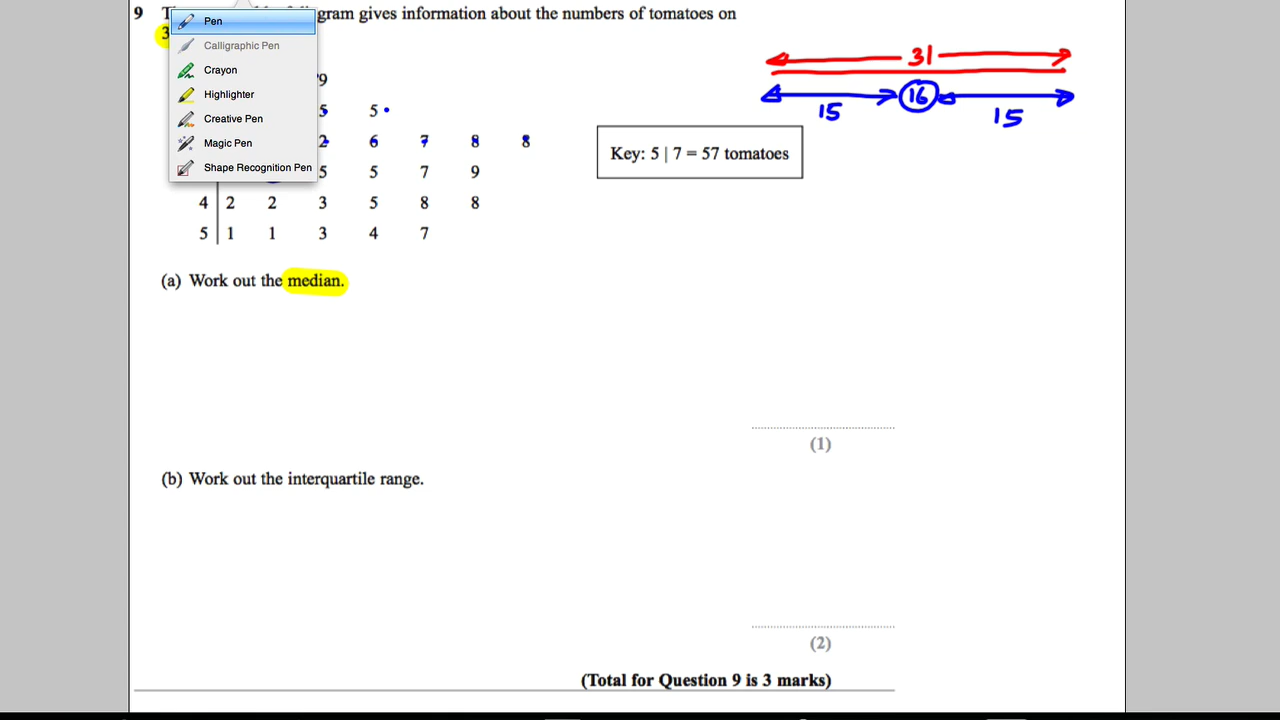 9 T
gram gives information about the numbers of tomatoes on
3
Pen
Calligraphic Pen
Crayon
Highlighter
Creative Pen
Magic Pen
Shape Recognition Pen
31
15 16 15
9
5 5
2 6 7 8 8
5 5 7 9
4 2 2 3 5 8 8
5 1 1 3 4 7
Key: 5 | 7 = 57 tomatoes
(a) Work out the median.
(1)
(b) Work out the interquartile range.
(2)
(Total for Question 9 is 3 marks)